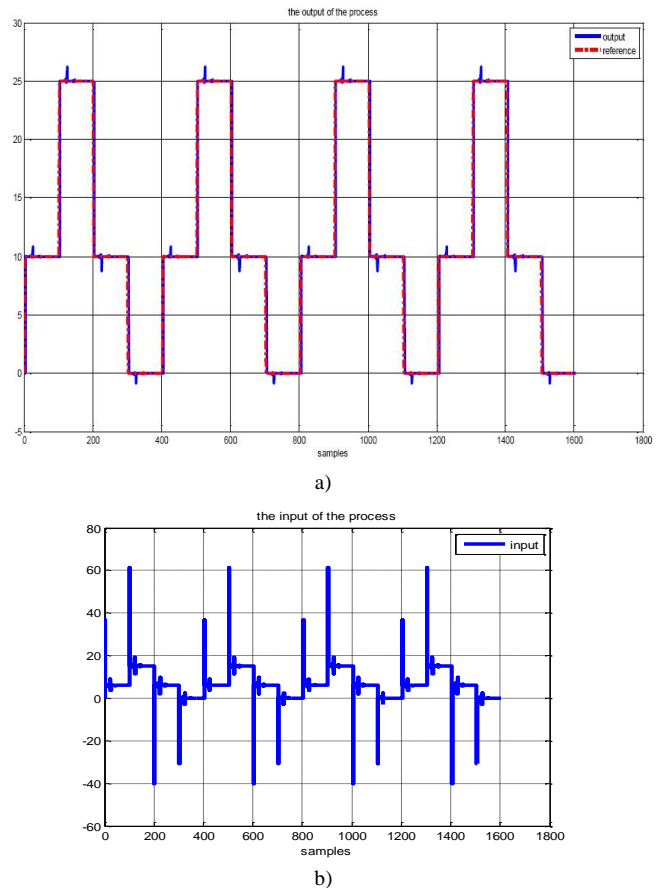 the output of the process
30
25
20
15
10
5
0
-5
output
reference
0 200 400 600 800 1000 1200 1400 1600 1800
samples
a)
the input of the process
80
60
40
20
0
-20
-40
-60
input
0 200 400 600 800 1000 1200 1400 1600 1800
samples
b)